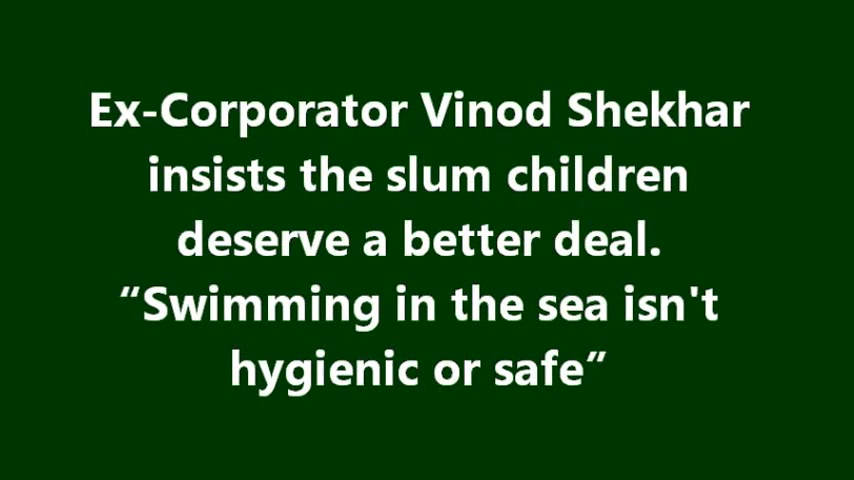 Ex-Corporator Vinod Shekhar
insists the slum children
deserve a better deal.
“Swimming in the sea isn't
hygienic or safe”